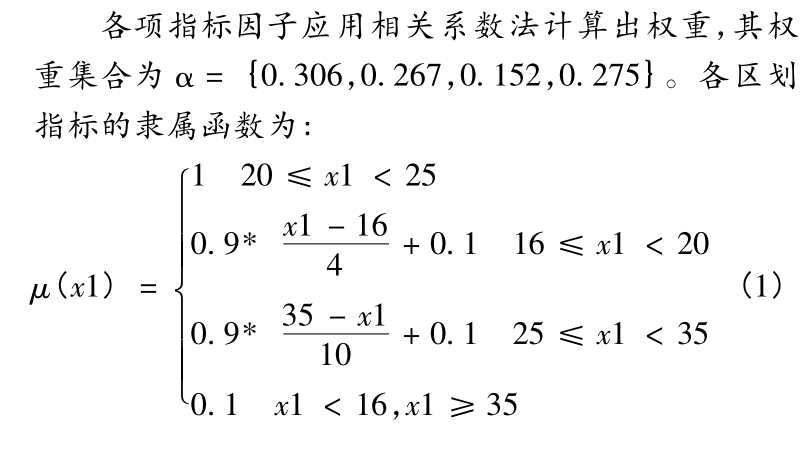 各项指标因子应用相关系数法计算出权重,其权
重集合为 α = {0.306,0.267,0.152,0.275}。各区划
指标的隶属函数为:
μ(x1) = { 1 20 ≤ x1 < 25
0.9* (x1 - 16)/4 + 0.1 16 ≤ x1 < 20
0.9* (35 - x1)/10 + 0.1 25 ≤ x1 < 35
0.1 x1 < 16,x1 ≥ 35
(1)